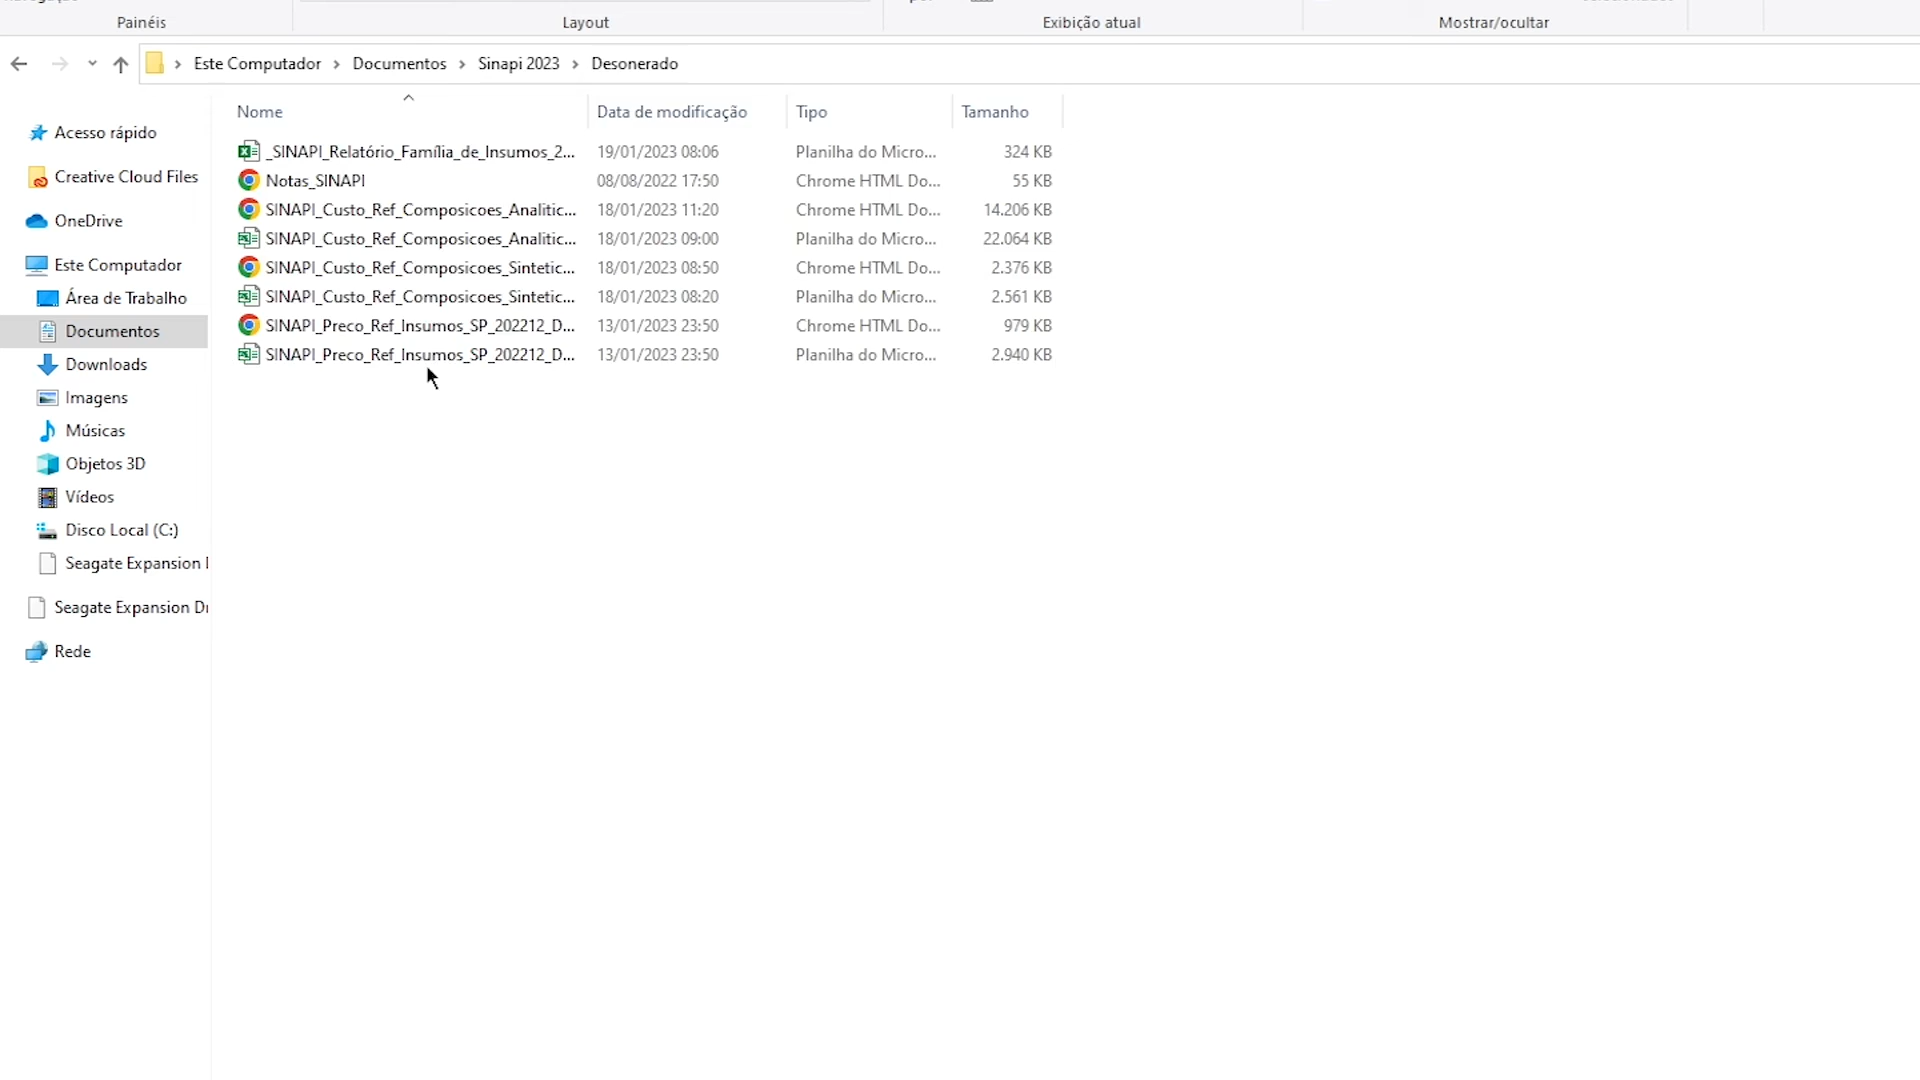 Painéis Layout Exibição atual Mostrar/ocultar
Este Computador Documentos Sinapi 2023 Desonerado
Nome Data de modificação Tipo Tamanho
Acesso rápido
Creative Cloud Files
OneDrive
Este Computador
Área de Trabalho
Documentos
Downloads
Imagens
Músicas
Objetos 3D
Vídeos
Disco Local (C:)
Seagate Expansion
Seagate Expansion Dr
Rede
_SINAPI_Relatório_Família_de_Insumos_2... 19/01/2023 08:06 Planilha do Micro... 324 KB
Notas_SINAPI 08/08/2022 17:50 Chrome HTML Do... 55 KB
SINAPI_Custo_Ref_Composicoes_Analitic... 18/01/2023 11:20 Chrome HTML Do... 14.206 KB
SINAPI_Custo_Ref_Composicoes_Analitic... 18/01/2023 09:00 Planilha do Micro... 22.064 KB
SINAPI_Custo_Ref_Composicoes_Sintetic... 18/01/2023 08:50 Chrome HTML Do... 2.376 KB
SINAPI_Custo_Ref_Composicoes_Sintetic... 18/01/2023 08:20 Planilha do Micro... 2.561 KB
SINAPI_Preco_Ref_Insumos_SP_202212_D... 13/01/2023 23:50 Chrome HTML Do... 979 KB
SINAPI_Preco_Ref_Insumos_SP_202212_D... 13/01/2023 23:50 Planilha do Micro... 2.940 KB